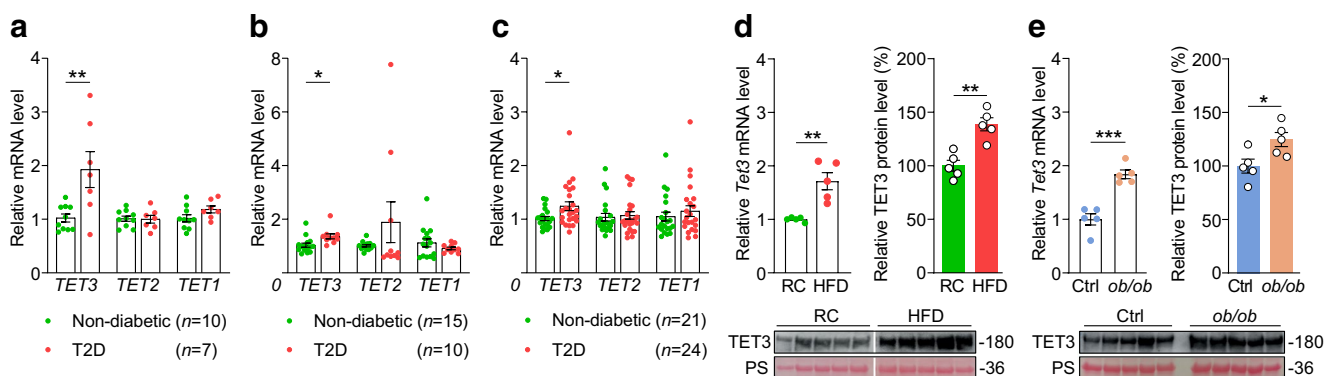 a
Relative mRNA level
4
3
2
1
0
**
TET3 TET2 TET1
Non-diabetic (n=10)
T2D (n=7)
b
Relative mRNA level
8
6
4
2
0
*
0 TET3 TET2 TET1
Non-diabetic (n=15)
T2D (n=10)
c
Relative mRNA level
4
3
2
1
0
*
0 TET3 TET2 TET1
Non-diabetic (n=21)
T2D (n=24)
d
Relative Tet3 mRNA level
4
3
2
1
0
**
RC HFD
Relative TET3 protein level (%)
200
150
100
50
0
**
RC HFD
RC HFD
TET3 -180
PS -36
e
Relative Tet3 mRNA level
4
3
2
1
0
***
Ctrl ob/ob
Relative TET3 protein level (%)
200
150
100
50
0
*
Ctrl ob/ob
Ctrl ob/ob
TET3 -180
PS -36